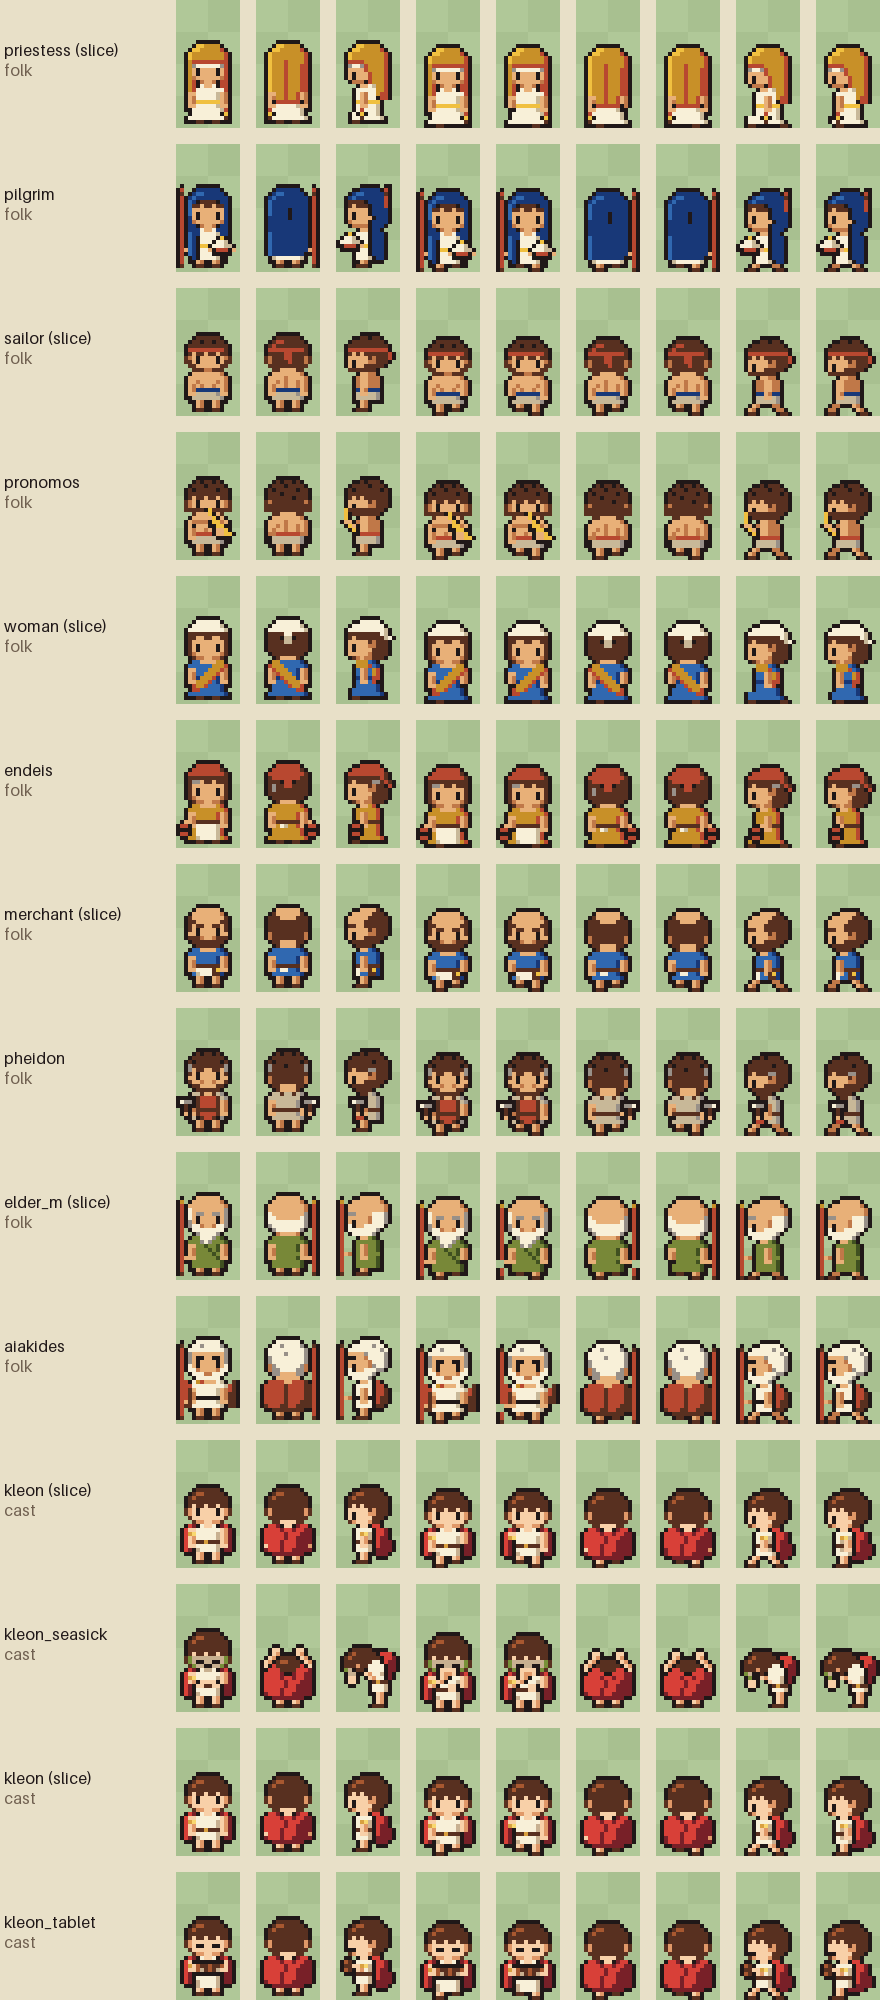 priestess (slice)
folk
pilgrim
folk
sailor (slice)
folk
pronomos
folk
woman (slice)
folk
endeis
folk
merchant (slice)
folk
pheidon
folk
elder_m (slice)
folk
aiakides
folk
kleon (slice)
cast
kleon_seasick
cast
kleon (slice)
cast
kleon_tablet
cast